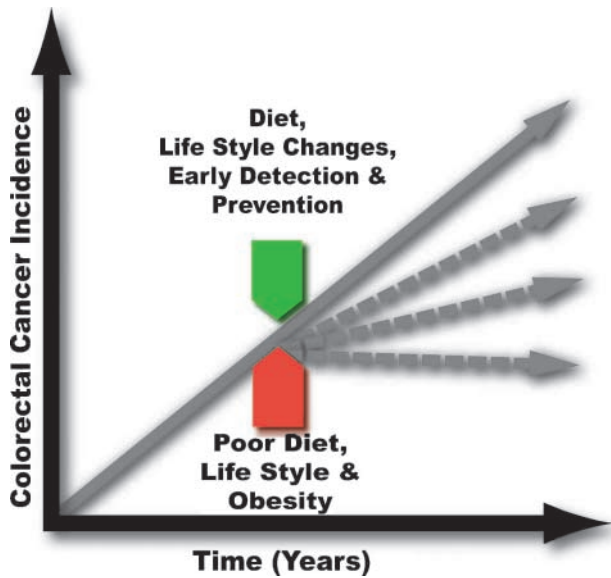 Colorectal Cancer Incidence
Diet,
Life Style Changes,
Early Detection &
Prevention
Poor Diet,
Life Style &
Obesity
Time (Years)